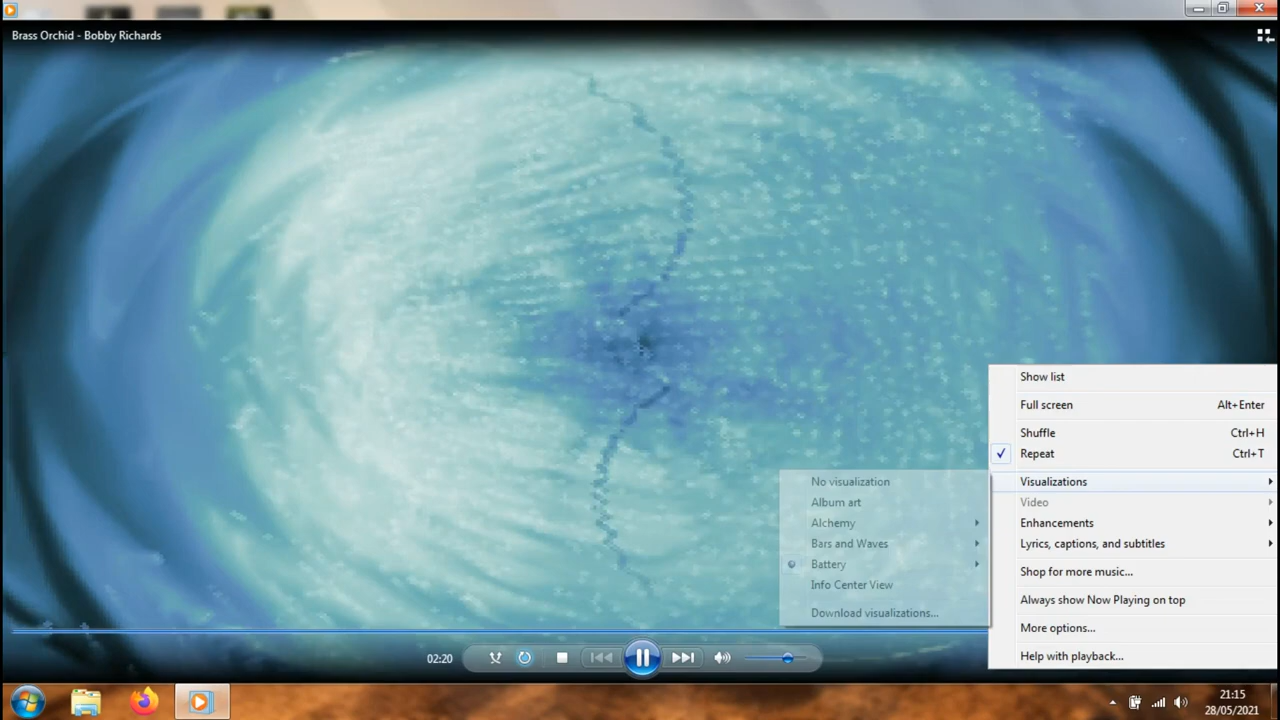 Brass Orchid - Bobby Richards
Show list
Full screen Alt+Enter
Shuffle Ctrl+H
Repeat Ctrl+T
Visualizations
Video
Enhancements
Lyrics, captions, and subtitles
Shop for more music...
Always show Now Playing on top
More options...
Help with playback...
No visualization
Album art
Alchemy
Bars and Waves
Battery
Info Center View
Download visualizations...
02:20
21:15
28/05/2021